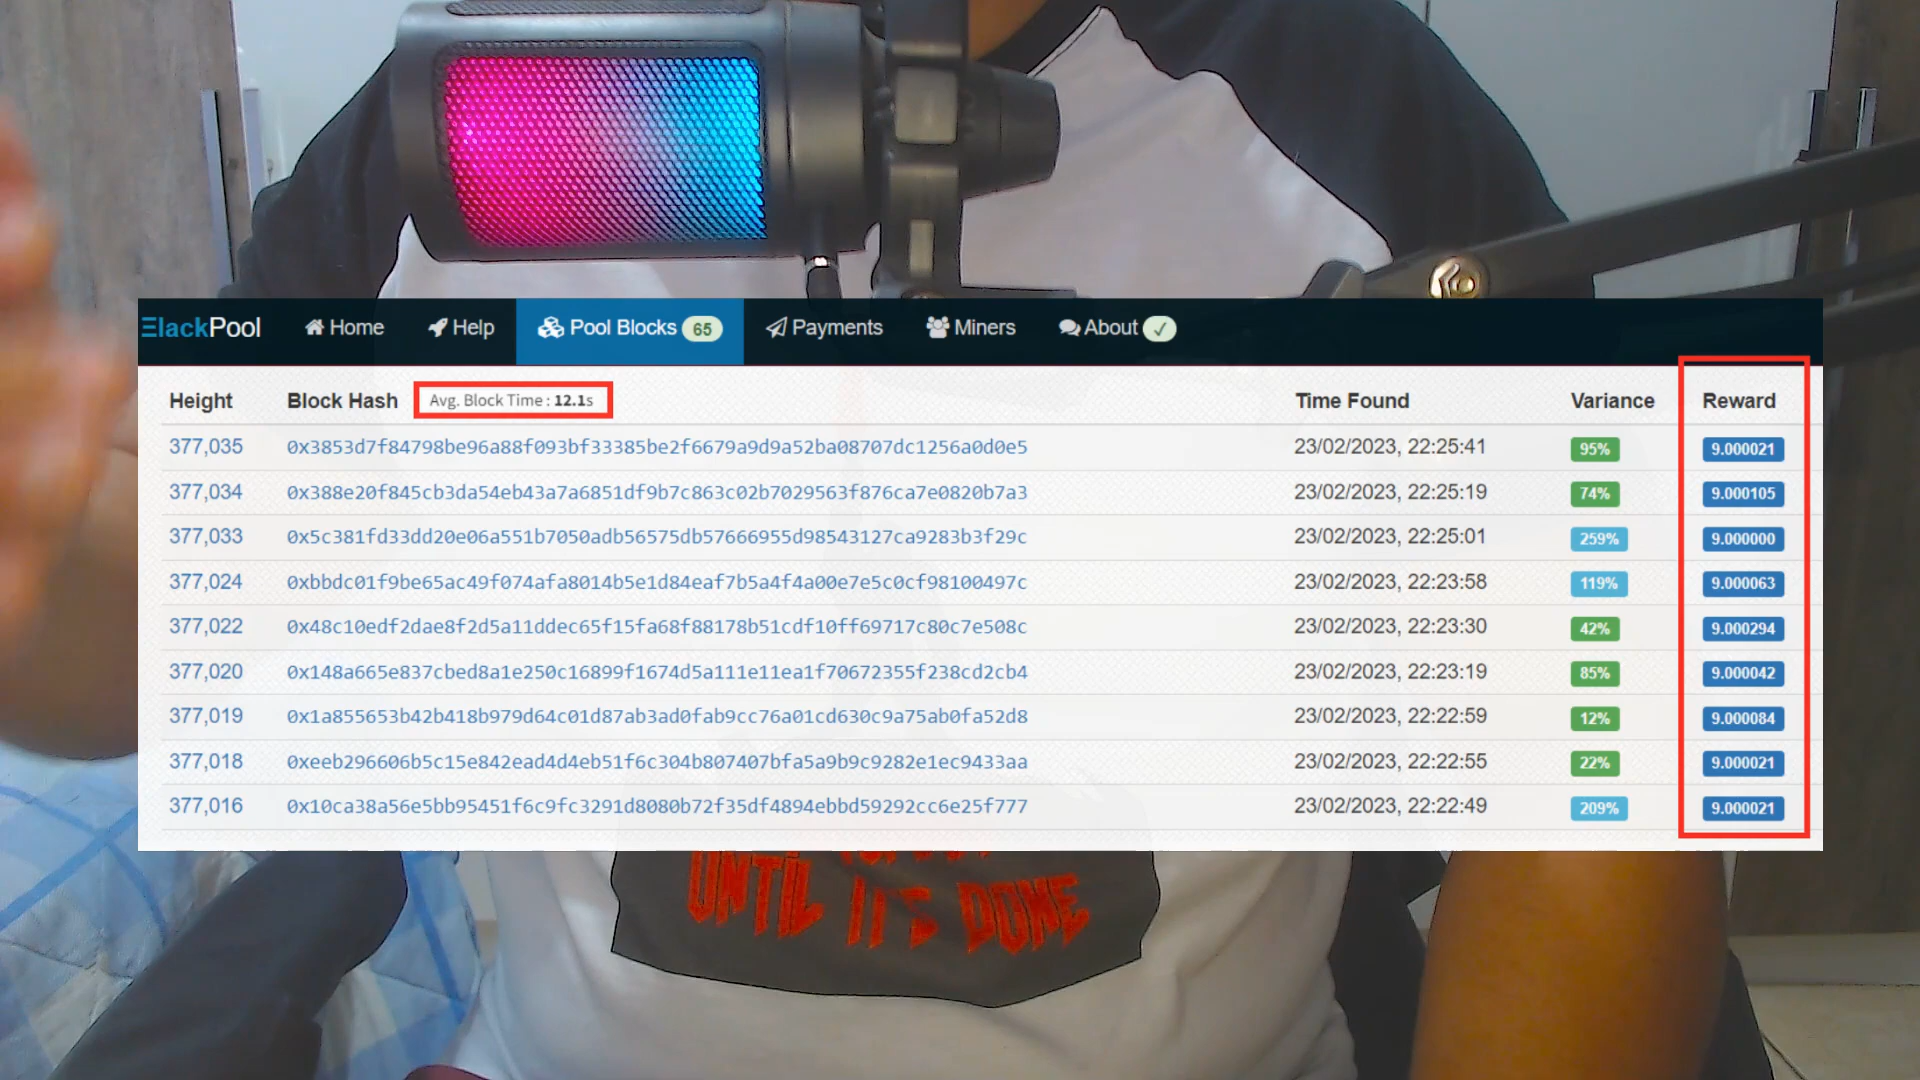 ΞlackPool Home Help Pool Blocks 65 Payments Miners About ✓
Height Block Hash Avg. Block Time : 12.1s Time Found Variance Reward
377,035 0x3853d7f84798be96a88f093bf33385be2f6679a9d9a52ba08707dc1256a0d0e5 23/02/2023, 22:25:41 95% 9.000021
377,034 0x388e20f845cb3da54eb43a7a6851df9b7c863c02b7029563f876ca7e0820b7a3 23/02/2023, 22:25:19 74% 9.000105
377,033 0x5c381fd33dd20e06a551b7050adb56575db57666955d98543127ca9283b3f29c 23/02/2023, 22:25:01 259% 9.000000
377,024 0xbbdc01f9be65ac49f074afa8014b5e1d84eaf7b5a4f4a00e7e5c0cf98100497c 23/02/2023, 22:23:58 119% 9.000063
377,022 0x48c10edf2dae8f2d5a11ddec65f15fa68f88178b51cdf10ff69717c80c7e508c 23/02/2023, 22:23:30 42% 9.000294
377,020 0x148a665e837cbed8a1e250c16899f1674d5a111e11ea1f70672355f238cd2cb4 23/02/2023, 22:23:19 85% 9.000042
377,019 0x1a855653b42b418b979d64c01d87ab3ad0fab9cc76a01cd630c9a75ab0fa52d8 23/02/2023, 22:22:59 12% 9.000084
377,018 0xeeb296606b5c15e842ead4d4eb51f6c304b807407bfa5a9b9c9282e1ec9433aa 23/02/2023, 22:22:55 22% 9.000021
377,016 0x10ca38a56e5bb95451f6c9fc3291d8080b72f35df4894ebbd59292cc6e25f777 23/02/2023, 22:22:49 209% 9.000021
UNTIL IT'S DONE